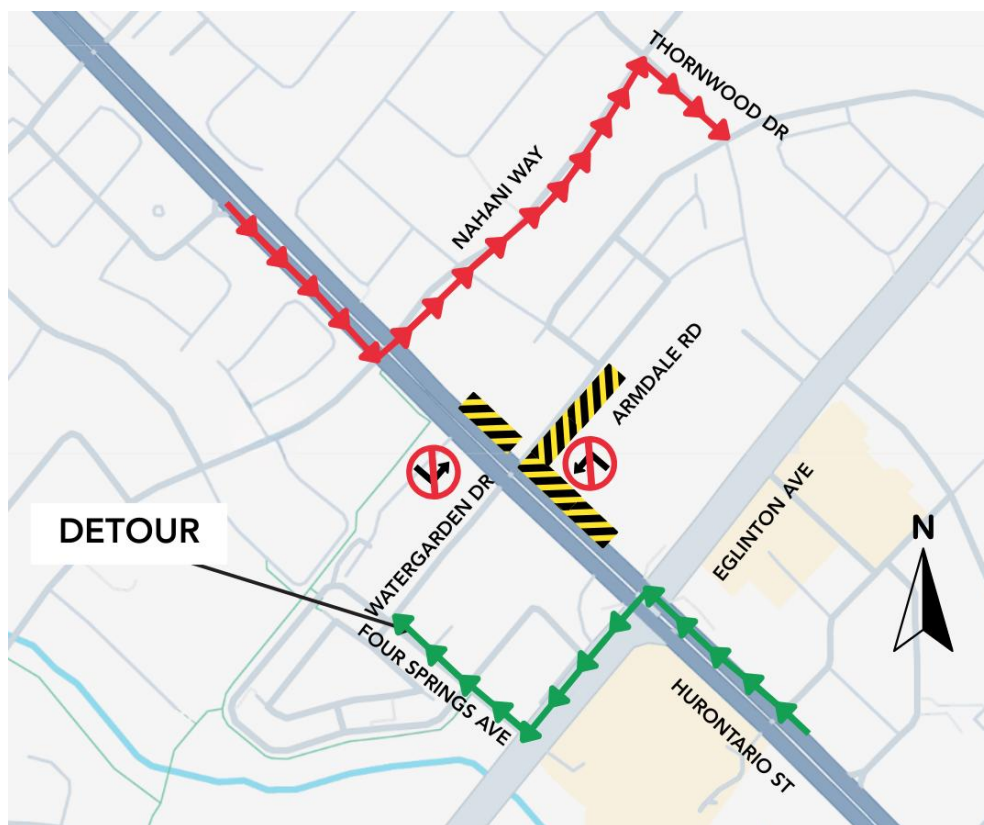 THORNWOOD DR
NAHANI WAY
ARMDALE RD
DETOUR
WATERGARDEN DR
EGLINTON AVE
N
FOUR SPRINGS AVE
HURONTARIO ST